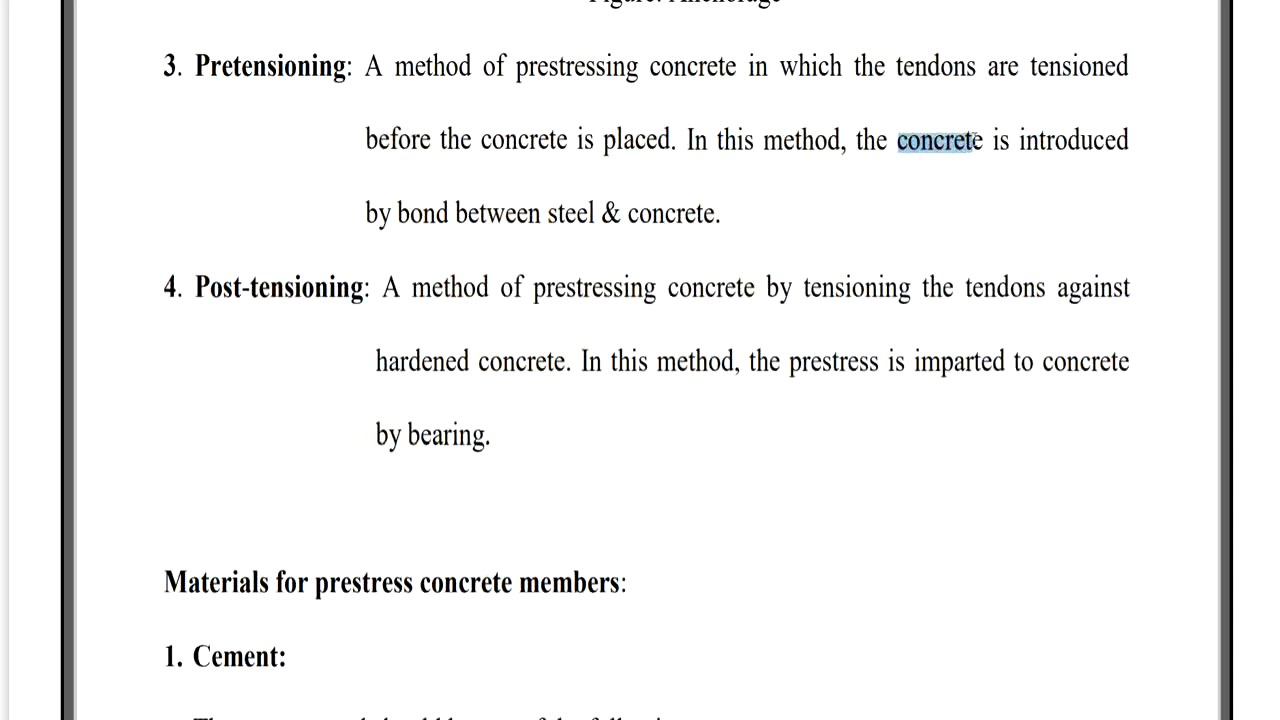 3. Pretensioning: A method of prestressing concrete in which the tendons are tensioned
before the concrete is placed. In this method, the concrete is introduced
by bond between steel & concrete.
4. Post-tensioning: A method of prestressing concrete by tensioning the tendons against
hardened concrete. In this method, the prestress is imparted to concrete
by bearing.
Materials for prestress concrete members:
1. Cement: